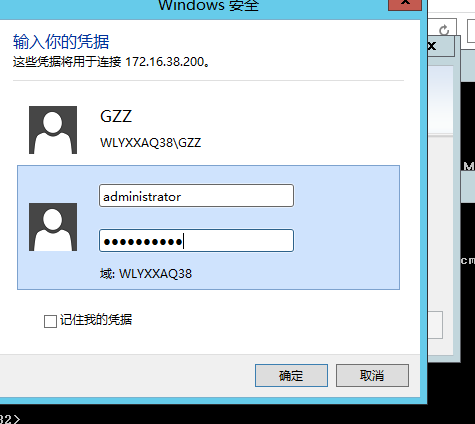 Windows 安全
输入你的凭据
这些凭据将用于连接 172.16.38.200。
GZZ
WLYXXAQ38\GZZ
administrator
●●●●●●●●●●
域: WLYXXAQ38
记住我的凭据
确定
取消
M
cm
32>